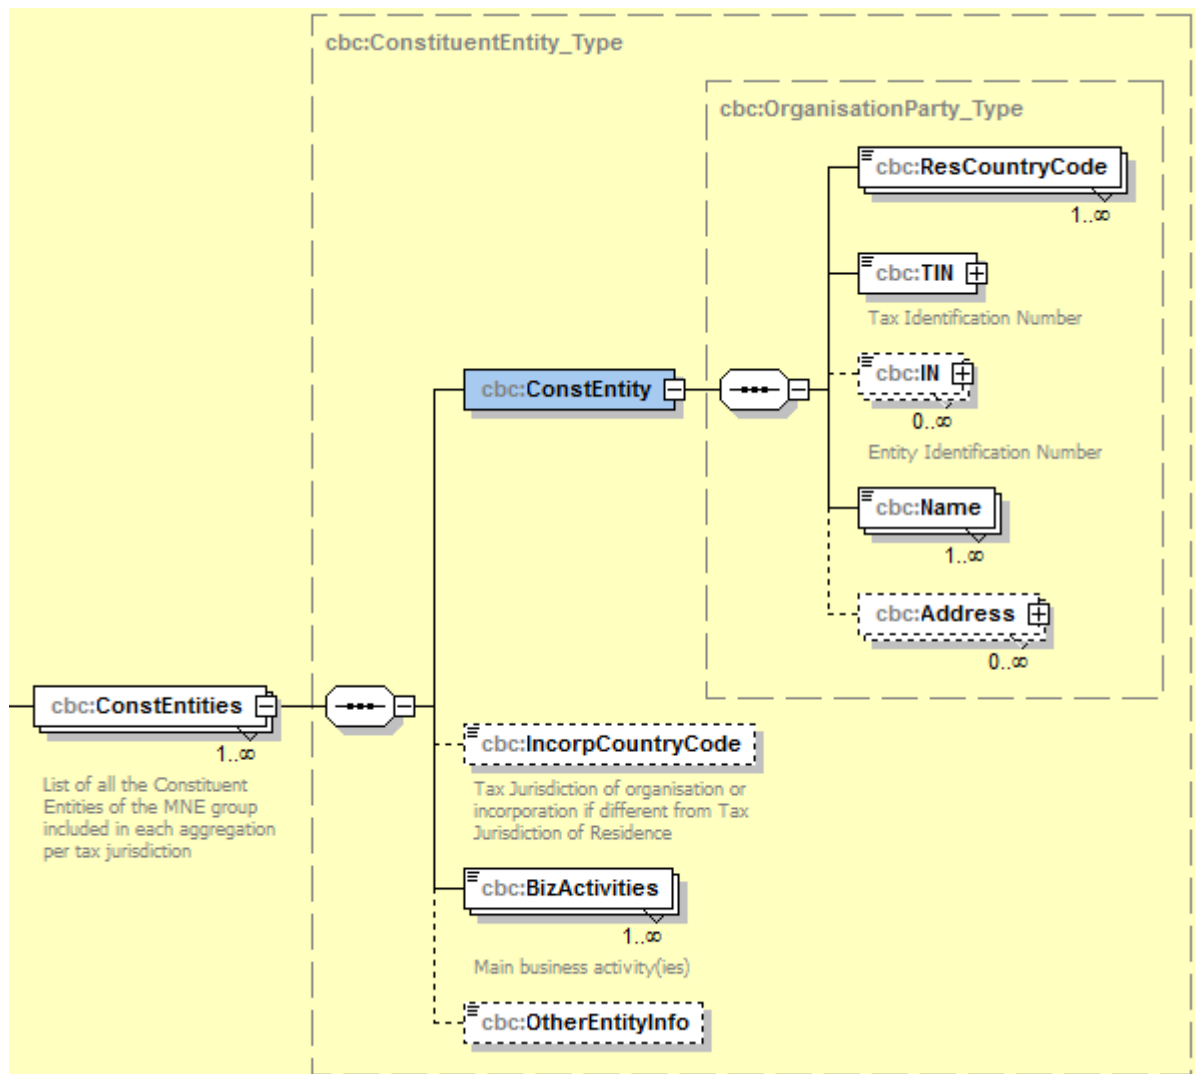 cbc:ConstituentEntity_Type
cbc:OrganisationParty_Type
cbc:ResCountryCode
1..∞
cbc:TIN
Tax Identification Number
cbc:ConstEntity
cbc:IN
0..∞
Entity Identification Number
cbc:Name
1..∞
cbc:Address
0..∞
cbc:ConstEntities
1..∞
List of all the Constituent
Entities of the MNE group
included in each aggregation
per tax jurisdiction
cbc:IncorpCountryCode
Tax Jurisdiction of organisation or
incorporation if different from Tax
Jurisdiction of Residence
cbc:BizActivities
1..∞
Main business activity(ies)
cbc:OtherEntityInfo